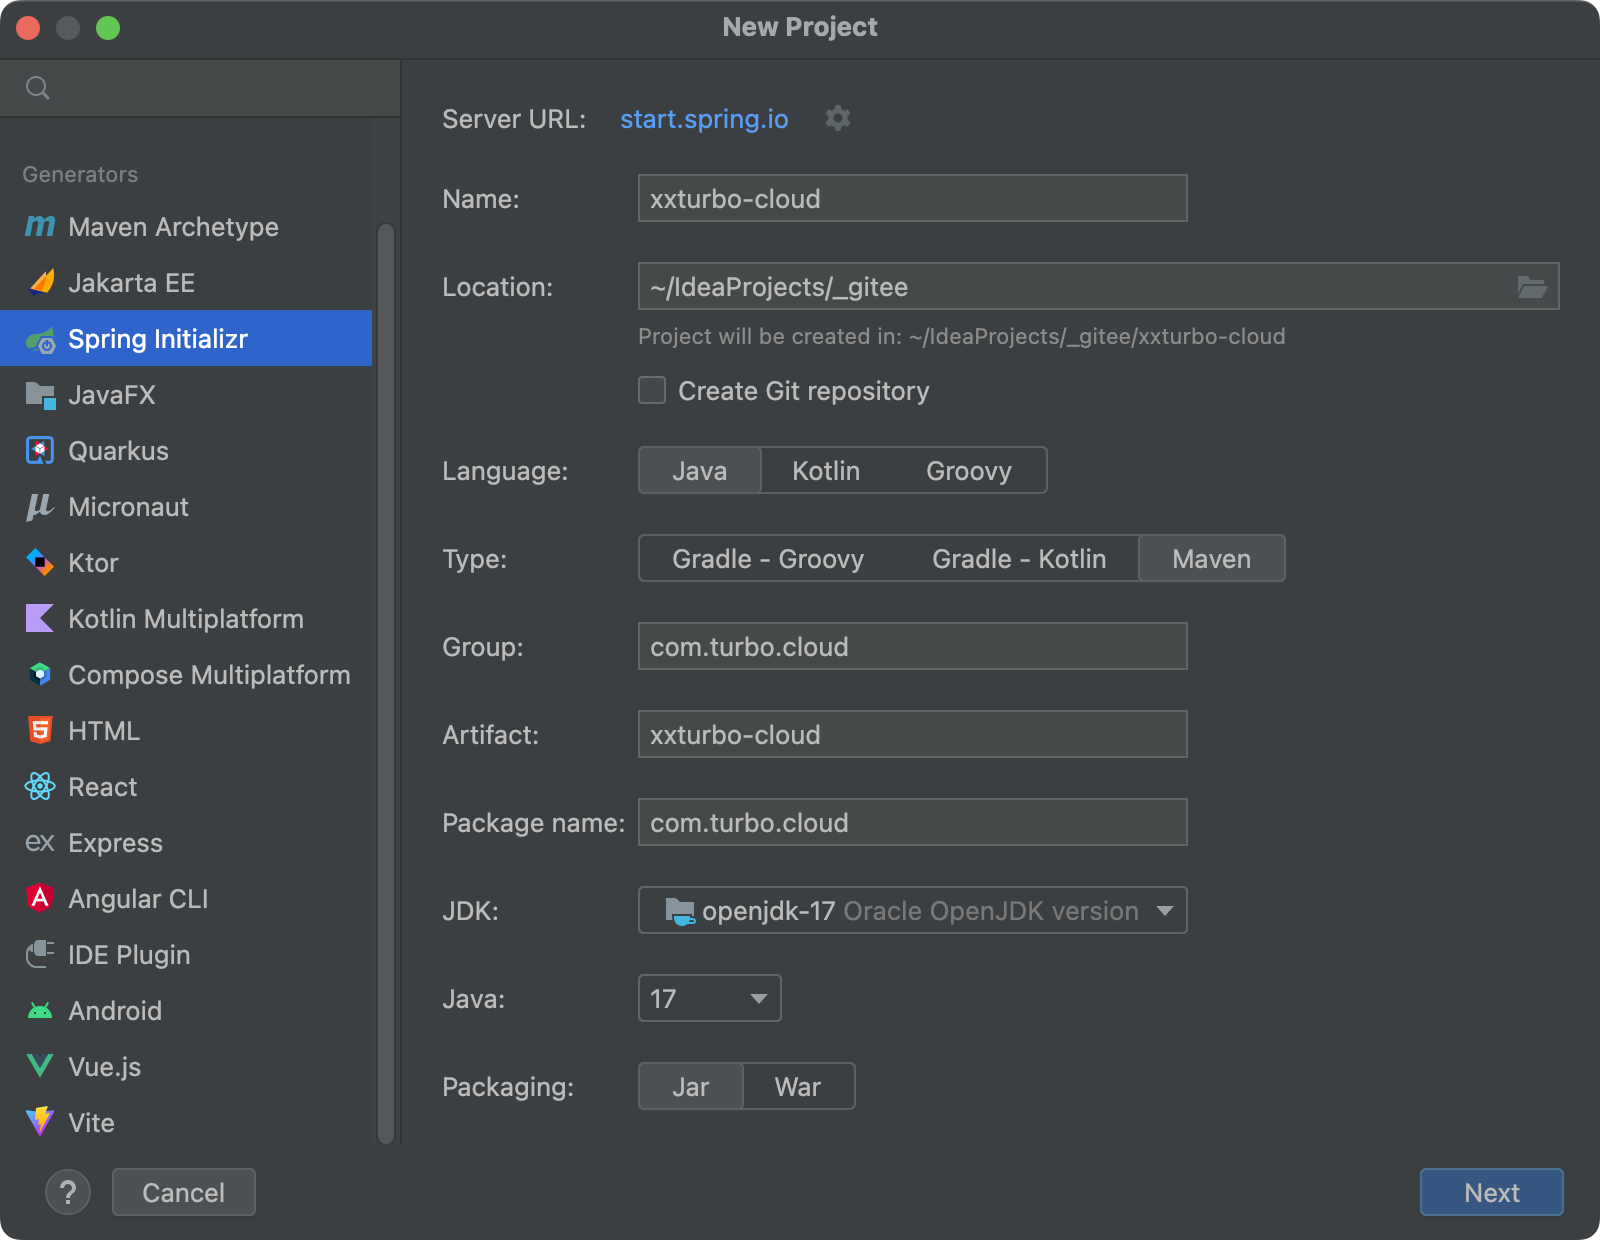 New Project
Generators
Maven Archetype
Jakarta EE
Spring Initializr
JavaFX
Quarkus
Micronaut
Ktor
Kotlin Multiplatform
Compose Multiplatform
HTML
React
Express
Angular CLI
IDE Plugin
Android
Vue.js
Vite
Server URL: start.spring.io
Name: xxturbo-cloud
Location: ~/IdeaProjects/_gitee
Project will be created in: ~/IdeaProjects/_gitee/xxturbo-cloud
Create Git repository
Language: Java Kotlin Groovy
Type: Gradle - Groovy Gradle - Kotlin Maven
Group: com.turbo.cloud
Artifact: xxturbo-cloud
Package name: com.turbo.cloud
JDK: openjdk-17 Oracle OpenJDK version
Java: 17
Packaging: Jar War
? Cancel Next